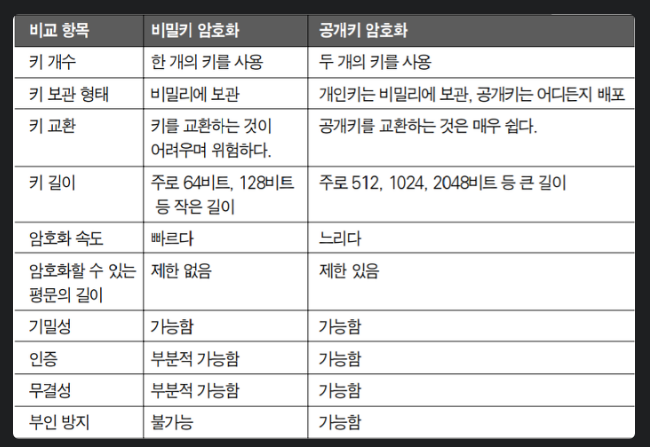 비교 항목 비밀키 암호화 공개키 암호화
키 개수 한 개의 키를 사용 두 개의 키를 사용
키 보관 형태 비밀리에 보관 개인키는 비밀리에 보관, 공개키는 어디든지 배포
키 교환 키를 교환하는 것이 공개키를 교환하는 것은 매우 쉽다.
어려우며 위험하다.
키 길이 주로 64비트, 128비트 주로 512, 1024, 2048비트 등 큰 길이
등 작은 길이
암호화 속도 빠르다 느리다
암호화할 수 있는 제한 없음 제한 있음
평문의 길이
기밀성 가능함 가능함
인증 부분적 가능함 가능함
무결성 부분적 가능함 가능함
부인 방지 불가능 가능함